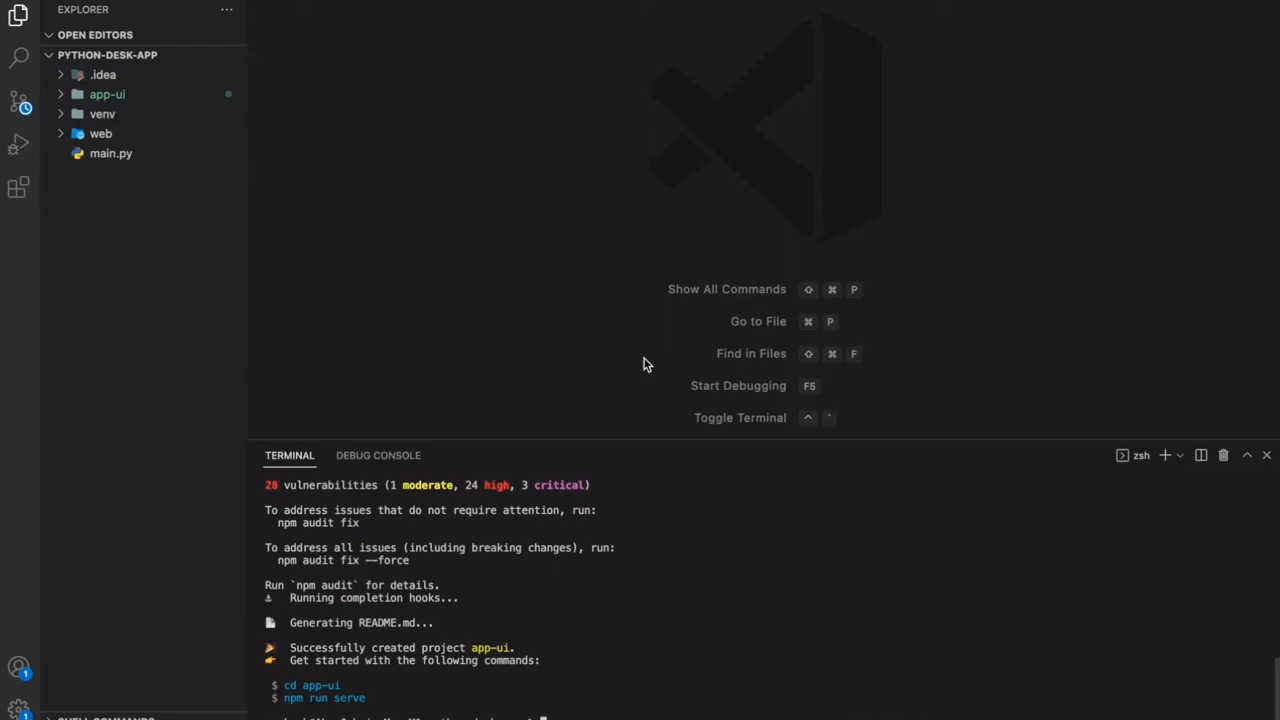 EXPLORER
OPEN EDITORS
PYTHON-DESK-APP
.idea
app-ui
venv
web
main.py
Show All Commands ⇧ ⌘ P
Go to File ⌘ P
Find in Files ⇧ ⌘ F
Start Debugging F5
Toggle Terminal ^ `
TERMINAL DEBUG CONSOLE
zsh
28 vulnerabilities (1 moderate, 24 high, 3 critical)
To address issues that do not require attention, run:
npm audit fix
To address all issues (including breaking changes), run:
npm audit fix --force
Run `npm audit` for details.
⚓ Running completion hooks...
📄 Generating README.md...
🎉 Successfully created project app-ui.
👉 Get started with the following commands:
$ cd app-ui
$ npm run serve
1
1
SHELL COMMANDS